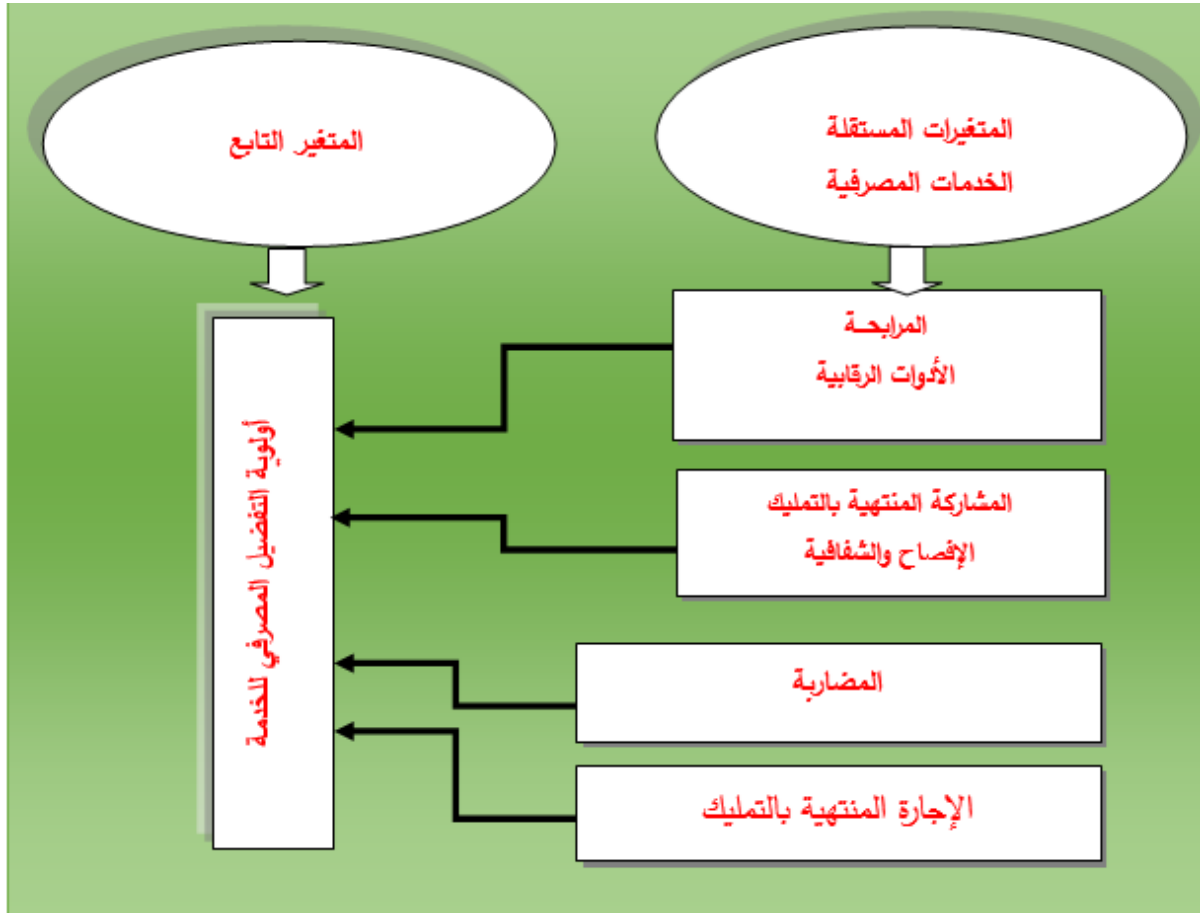 المتغيرات المستقلة
الخدمات المصرفية
المتغير التابع
المرابحـة
الأدوات الرقابية
المشاركة المنتهية بالتمليك
الإفصاح والشفافية
المضاربة
الإجارة المنتهية بالتمليك
أولوية التفضيل المصرفي للخدمة